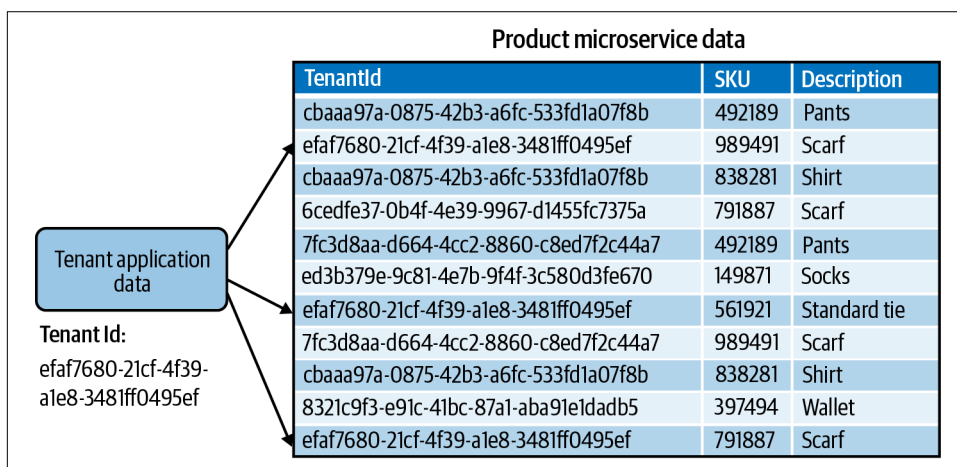 Product microservice data
TenantId SKU Description
cbaaa97a-0875-42b3-a6fc-533fd1a07f8b 492189 Pants
efaf7680-21cf-4f39-a1e8-3481ff0495ef 989491 Scarf
cbaaa97a-0875-42b3-a6fc-533fd1a07f8b 838281 Shirt
6cedfe37-0b4f-4e39-9967-d1455fc7375a 791887 Scarf
7fc3d8aa-d664-4cc2-8860-c8ed7f2c44a7 492189 Pants
ed3b379e-9c81-4e7b-9f4f-3c580d3fe670 149871 Socks
efaf7680-21cf-4f39-a1e8-3481ff0495ef 561921 Standard tie
7fc3d8aa-d664-4cc2-8860-c8ed7f2c44a7 989491 Scarf
cbaaa97a-0875-42b3-a6fc-533fd1a07f8b 838281 Shirt
8321c9f3-e91c-41bc-87a1-aba91e1dadb5 397494 Wallet
efaf7680-21cf-4f39-a1e8-3481ff0495ef 791887 Scarf
Tenant application
data
Tenant Id:
efaf7680-21cf-4f39-
a1e8-3481ff0495ef